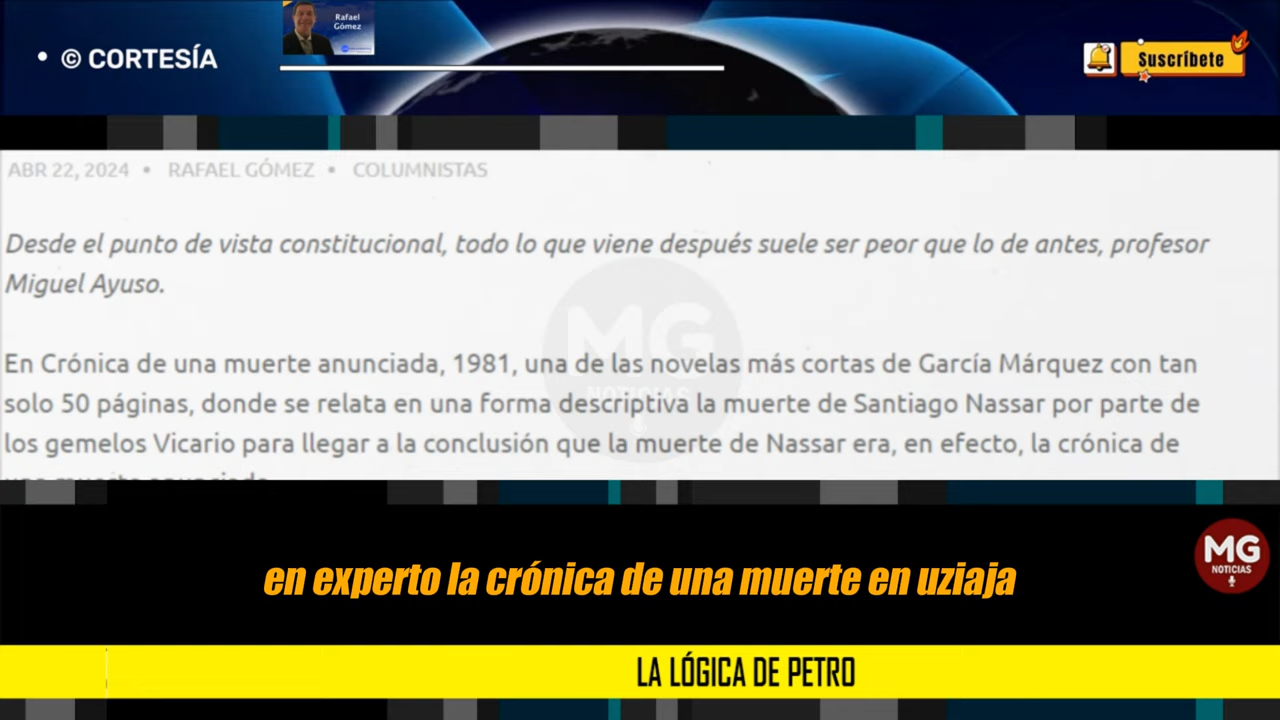 • © CORTESÍA
Rafael
Gómez
Suscríbete
ABR 22, 2024 • RAFAEL GÓMEZ • COLUMNISTAS
Desde el punto de vista constitucional, todo lo que viene después suele ser peor que lo de antes, profesor
Miguel Ayuso.
En Crónica de una muerte anunciada, 1981, una de las novelas más cortas de García Márquez con tan
solo 50 páginas, donde se relata en una forma descriptiva la muerte de Santiago Nassar por parte de
los gemelos Vicario para llegar a la conclusión que la muerte de Nassar era, en efecto, la crónica de
MG
NOTICIAS
en experto la crónica de una muerte en uziaja
MG
NOTICIAS
LA LÓGICA DE PETRO